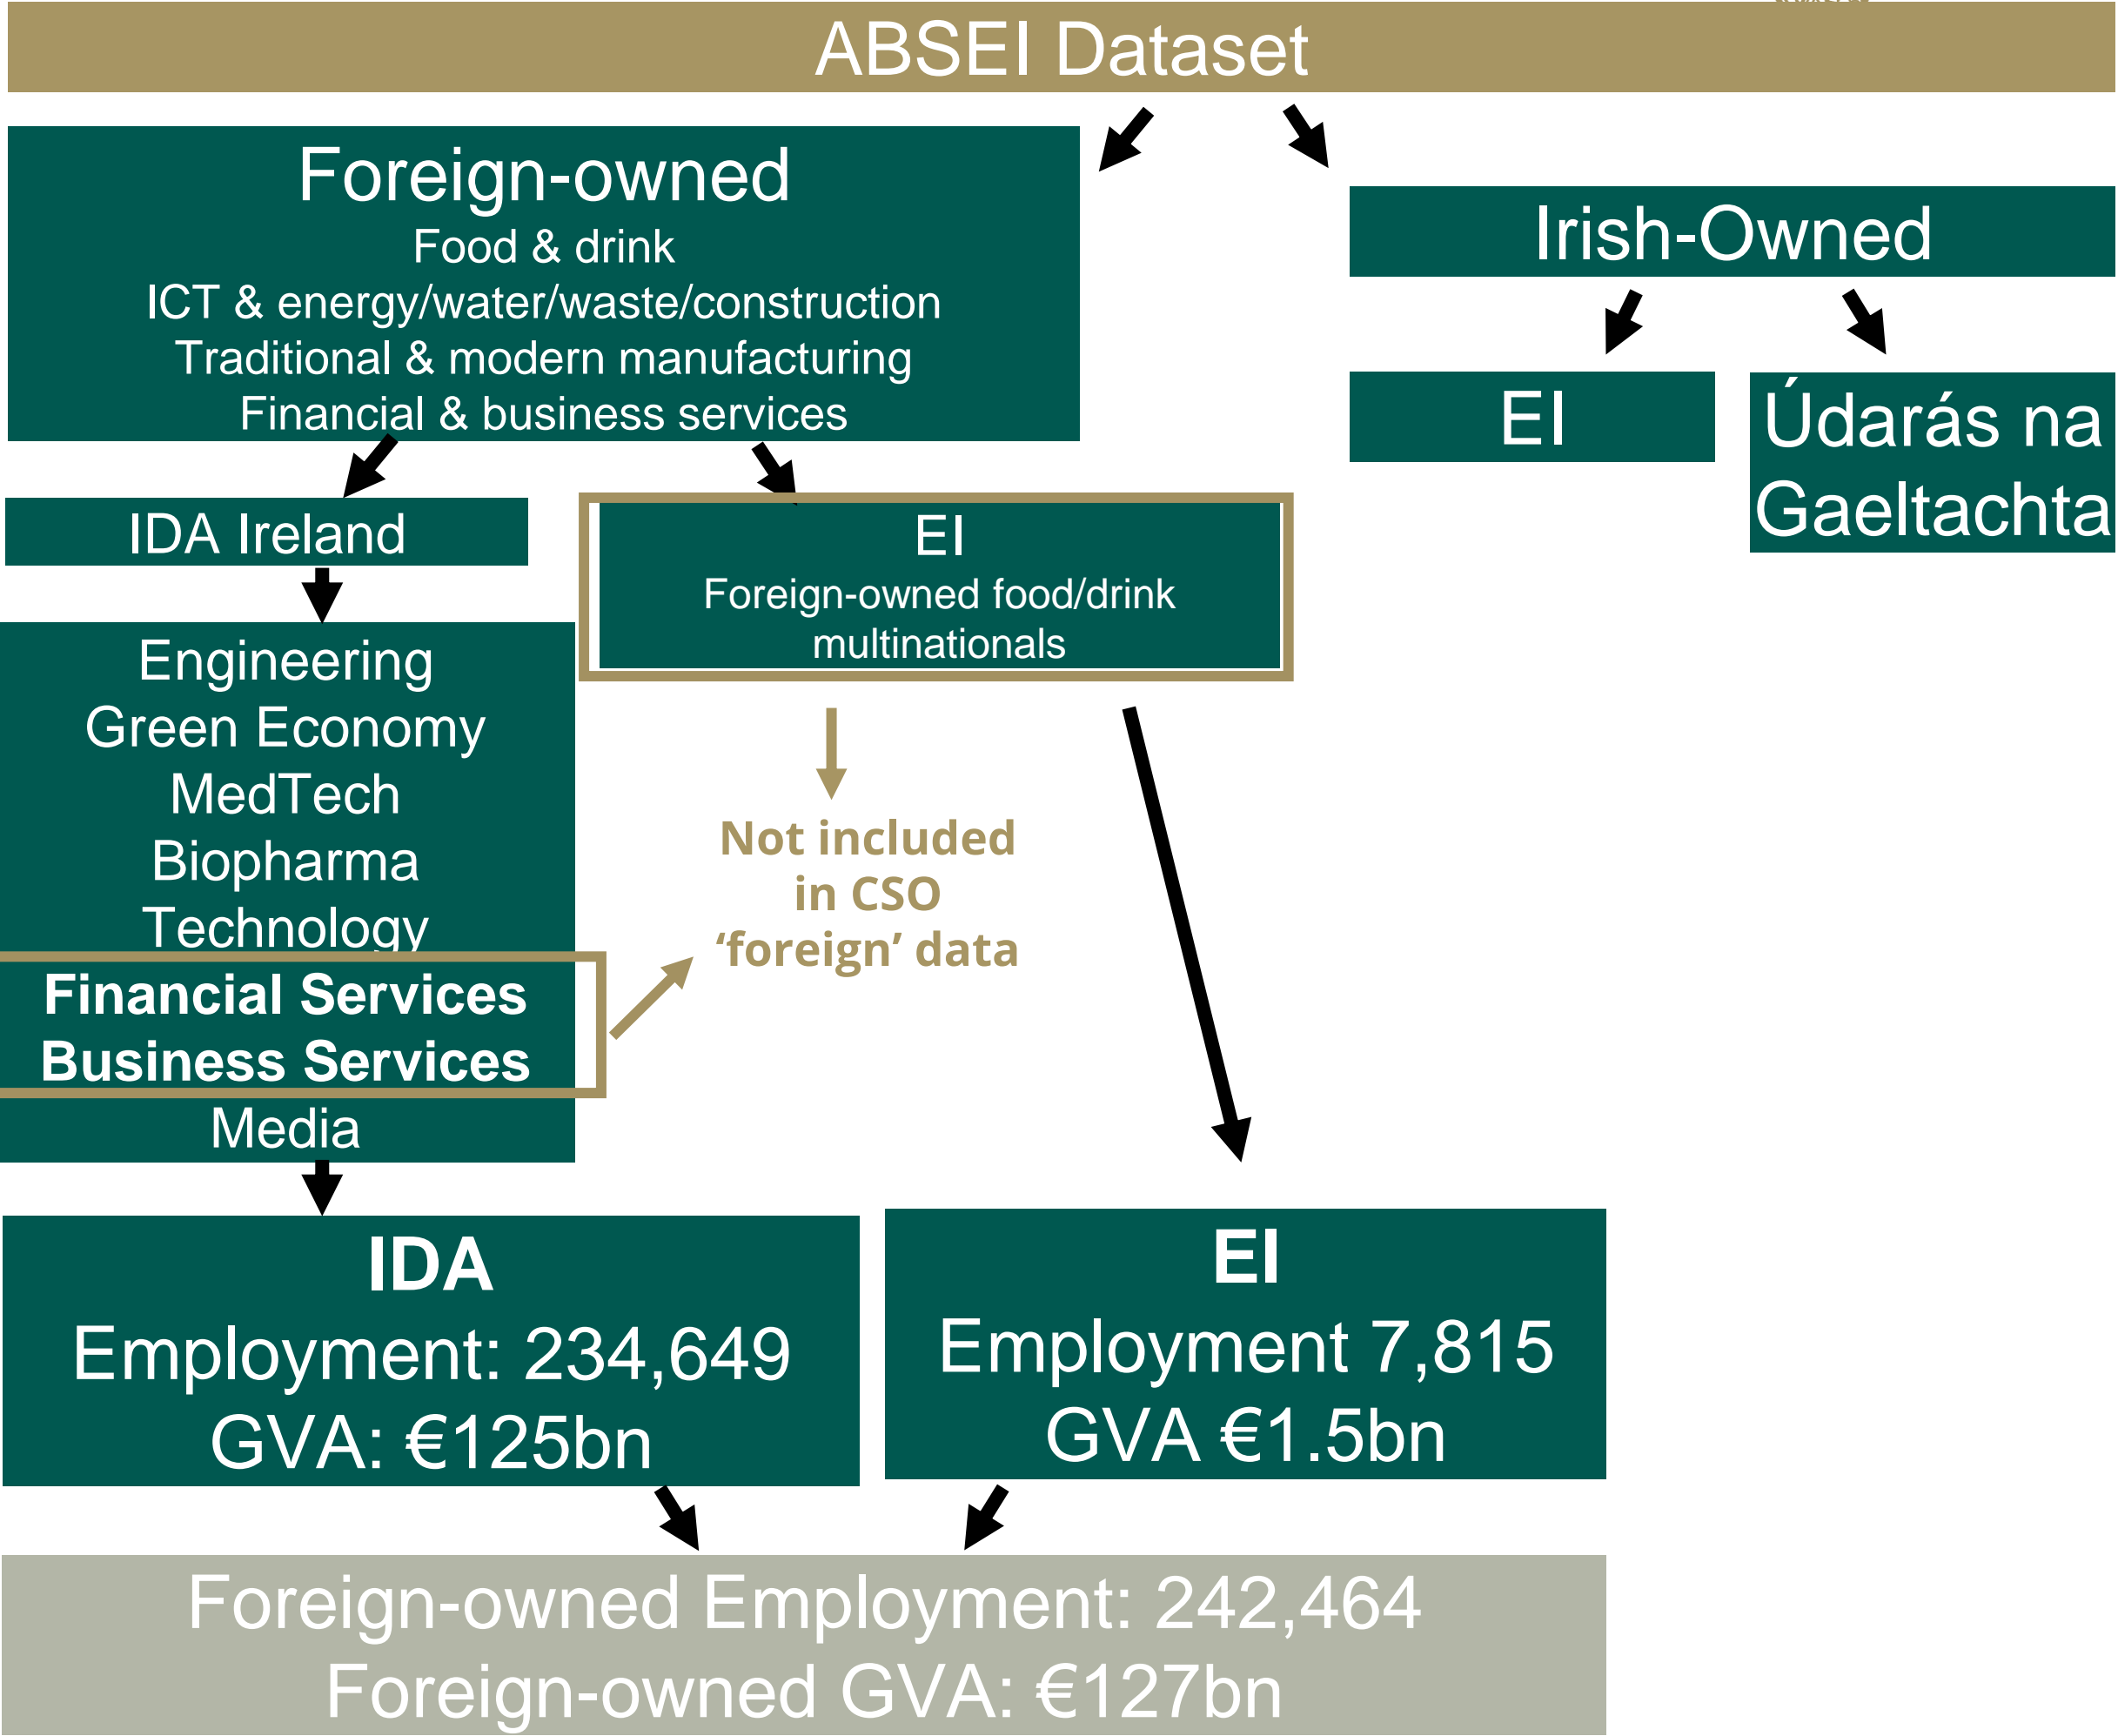 ABSEI Dataset
Foreign-owned
Food & drink
ICT & energy/water/waste/construction
Traditional & modern manufacturing
Financial & business services
Irish-Owned
EI
Údarás na
Gaeltachta
IDA Ireland
EI
Foreign-owned food/drink
multinationals
Engineering
Green Economy
MedTech
Biopharma
Technology
Financial Services
Business Services
Media
Not included
in CSO
‘foreign’ data
IDA
Employment: 234,649
GVA: €125bn
EI
Employment 7,815
GVA €1.5bn
Foreign-owned Employment: 242,464
Foreign-owned GVA: €127bn